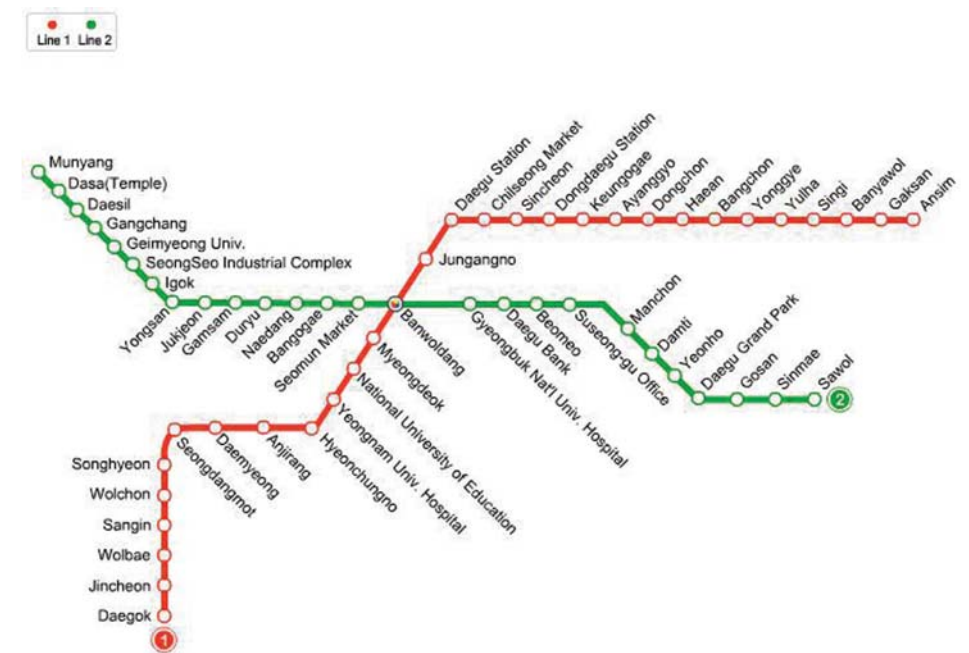 Line 1 Line 2
Munyang
Dasa(Temple)
Daesil
Gangchang
Geimyeong Univ.
SeongSeo Industrial Complex
Igok
Yongsan
Jukjeon
Gamsam
Duryu
Naedang
Bangogae
Seomun Market
Banwoldang
Gyeongbuk Nat'l Univ. Hospital
Daegu Bank
Beomeo
Suseong-gu Office
Manchon
Damti
Yeonho
Daegu Grand Park
Gosan
Sinmae
Sawol
2
Daegu Station
Chilseong Market
Sincheon
Dongdaegu Station
Keungogae
Ayanggyo
Dongchon
Haean
Bangchon
Yonggye
Yulha
Singi
Banyawol
Gaksan
Ansim
Jungangno
Myeongdeok
National University of Education
Yeongnam Univ. Hospital
Hyeonchungno
Anjirang
Daemyeong
Seongdangmot
Songhyeon
Wolchon
Sangin
Wolbae
Jincheon
Daegok
1